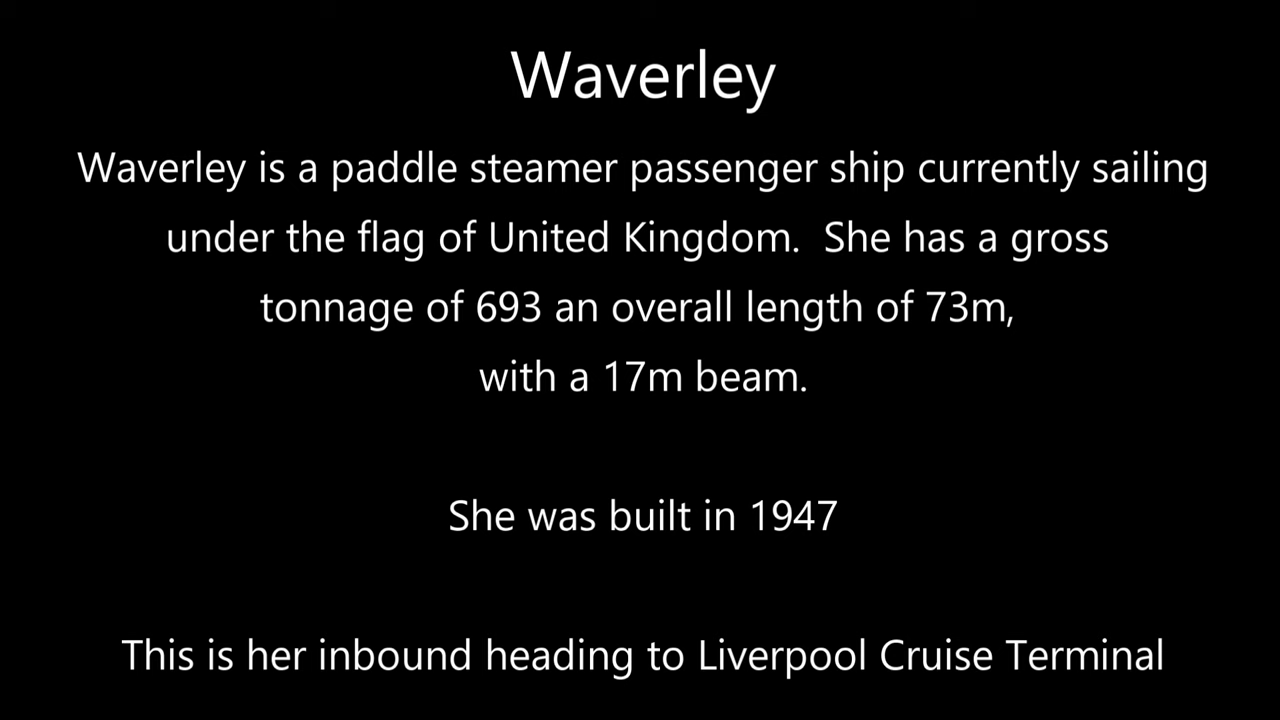 Waverley
Waverley is a paddle steamer passenger ship currently sailing
under the flag of United Kingdom.  She has a gross
tonnage of 693 an overall length of 73m,
with a 17m beam.
She was built in 1947
This is her inbound heading to Liverpool Cruise Terminal